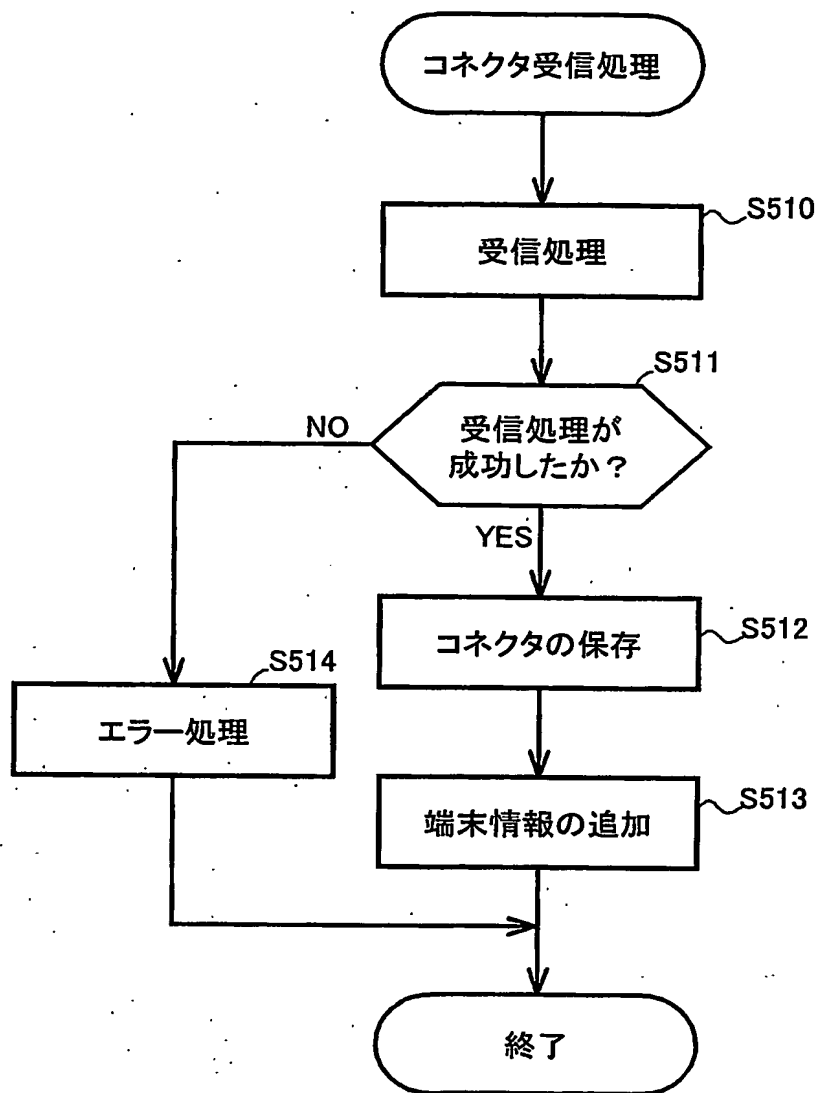 コネクタ受信処理
S510
受信処理
S511
受信処理が
成功したか？
NO
YES
S512
コネクタの保存
S514
エラー処理
S513
端末情報の追加
終了